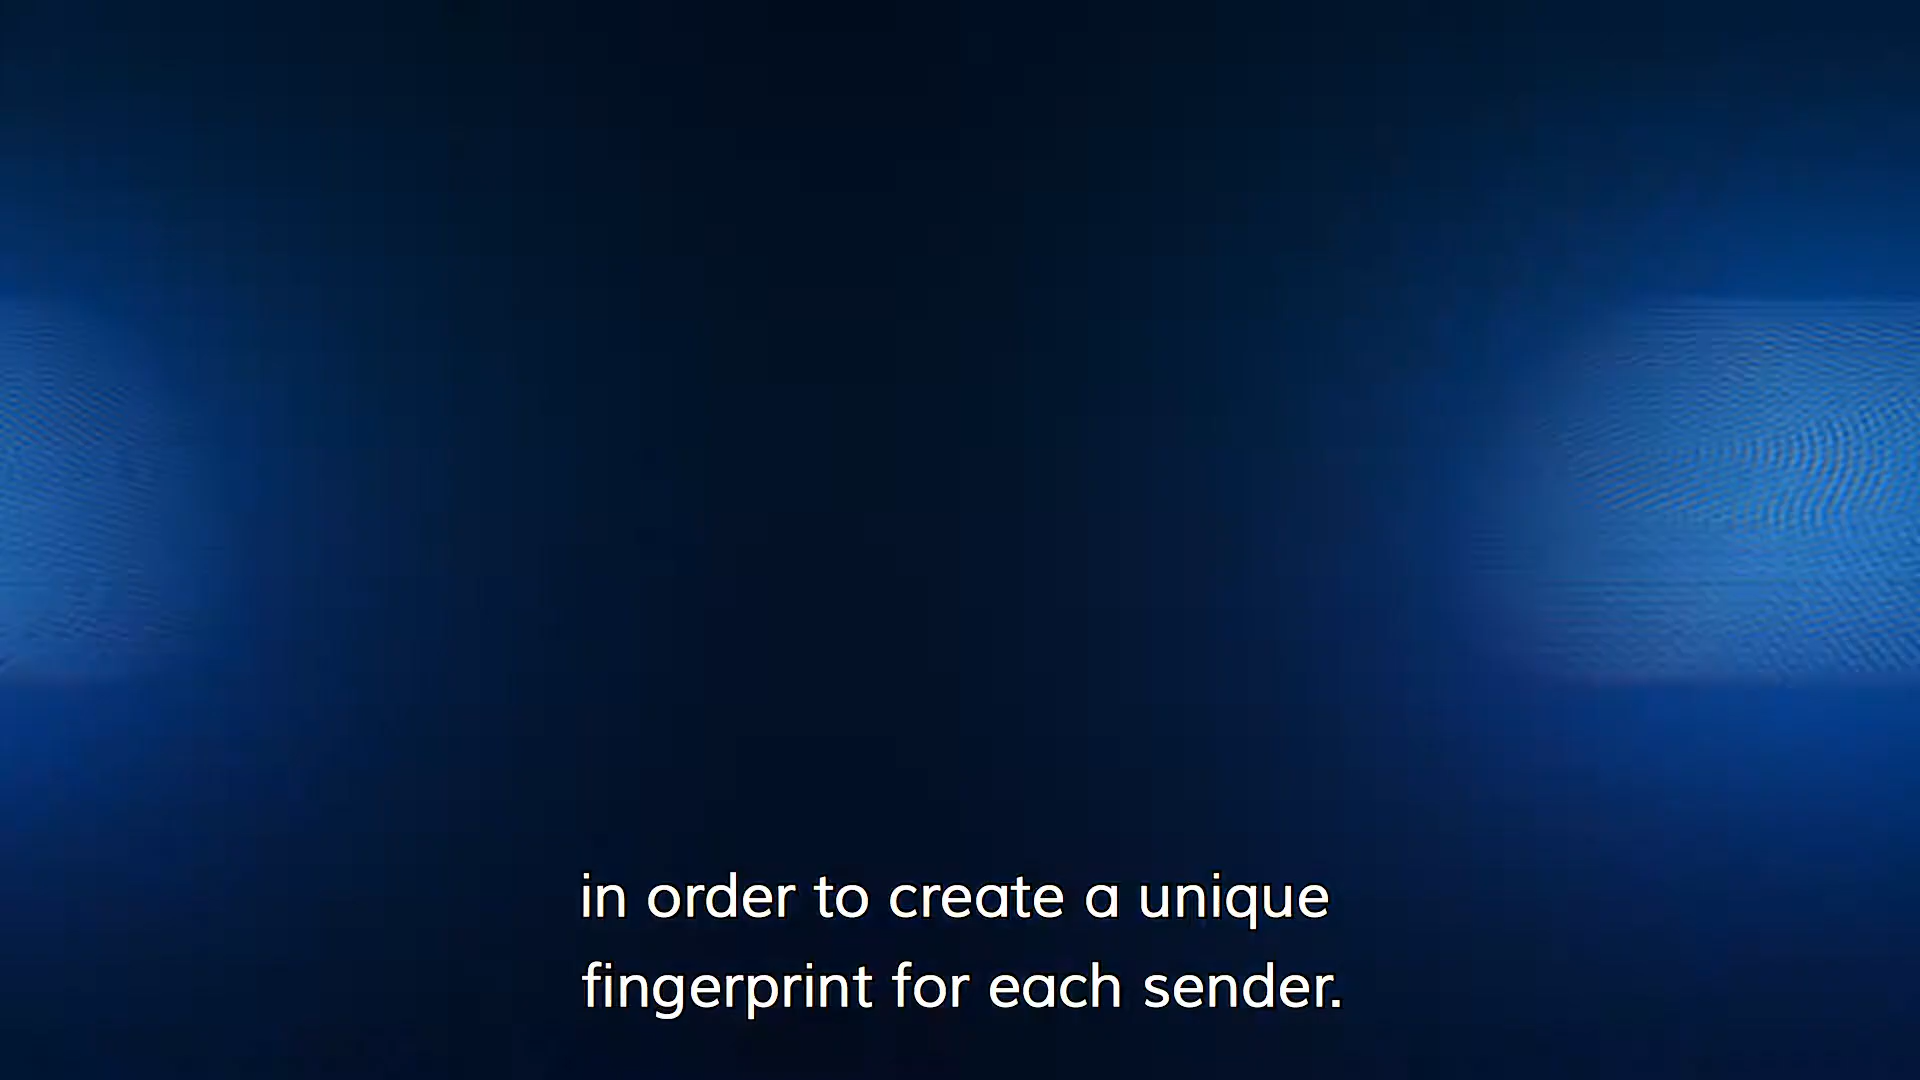 in order to create a unique
fingerprint for each sender.